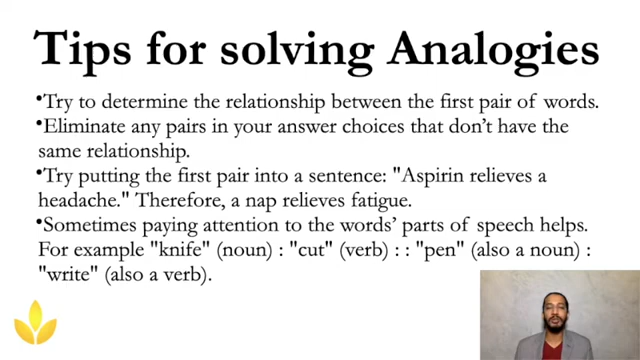 Tips for solving Analogies
•Try to determine the relationship between the first pair of words.
•Eliminate any pairs in your answer choices that don't have the
same relationship.
•Try putting the first pair into a sentence: "Aspirin relieves a
headache." Therefore, a nap relieves fatigue.
•Sometimes paying attention to the words' parts of speech helps.
For example "knife" (noun) : "cut" (verb) : : "pen" (also a noun) :
"write" (also a verb).